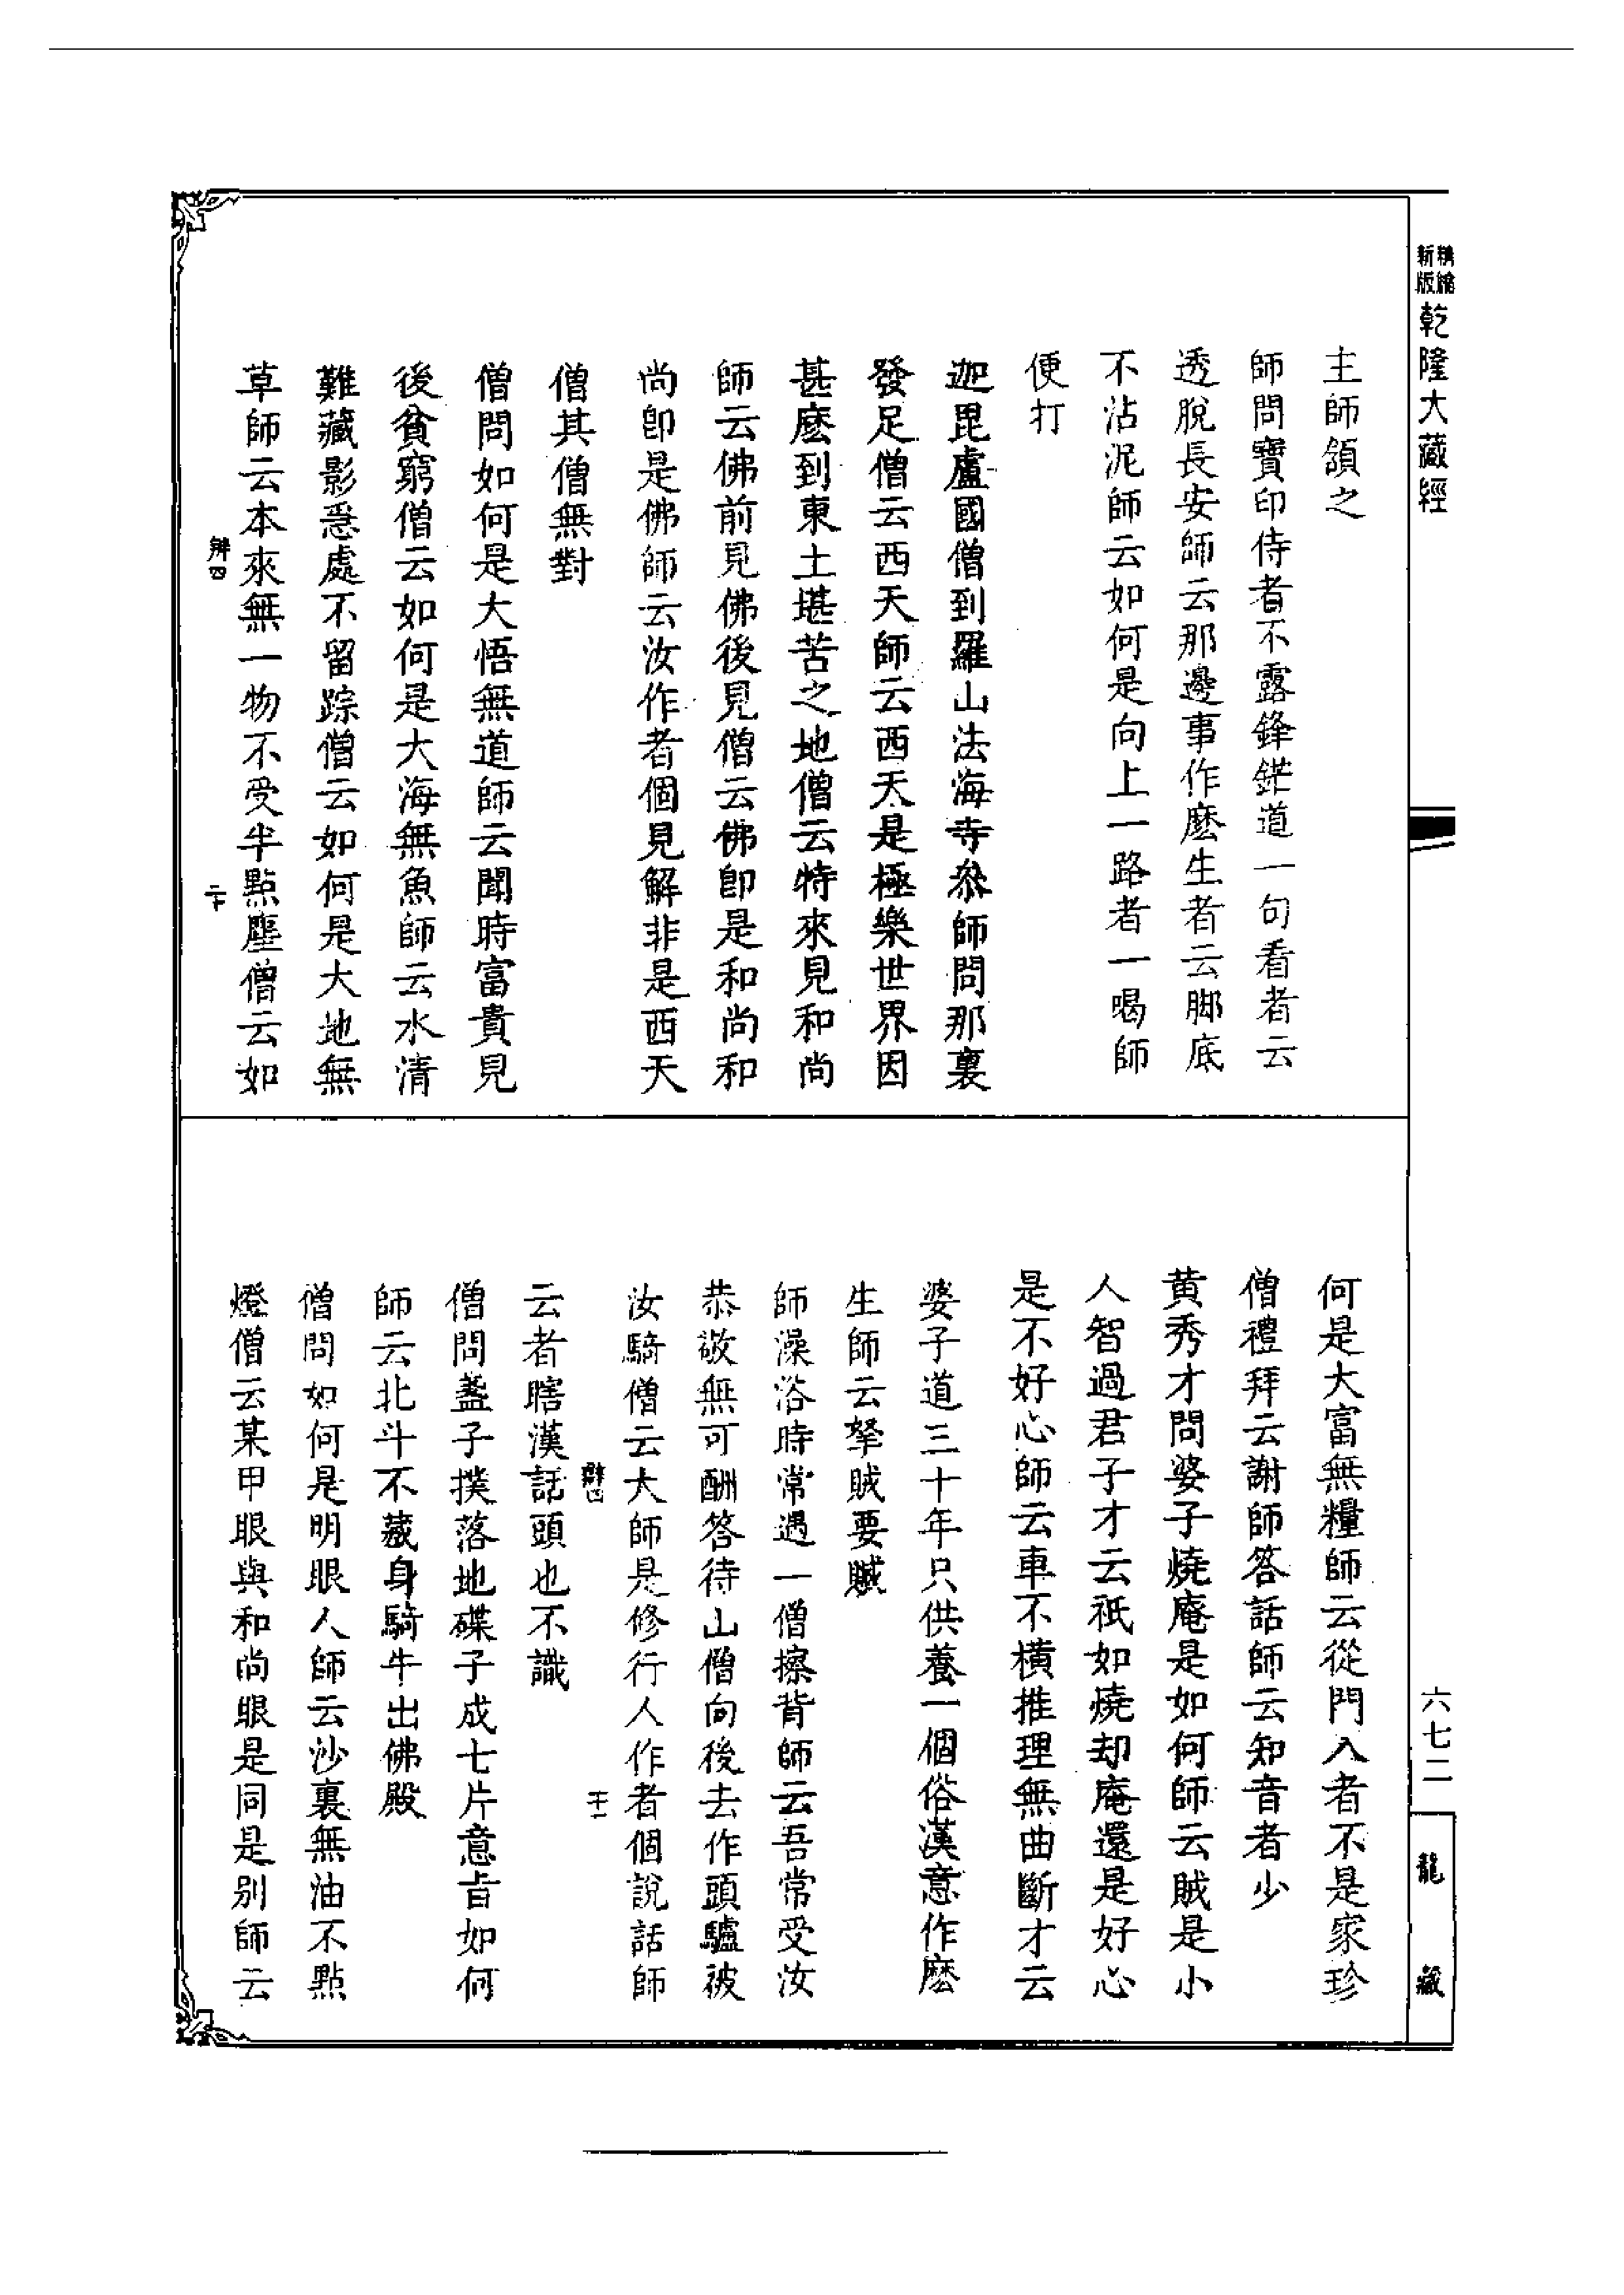 精繪
新版
乾隆大藏經
主師頷之
師問寶印侍者不露鋒鋩道一句看者云
透脫長安師云那邊事作麽生者云脚底
不沾泥師云如何是向上一路者一喝師
便打
迦毘盧國僧到羅山法海寺叅師問那裏
發足僧云西天師云西天是極樂世界因
甚麽到東土堪苦之地僧云特來見和尚
師云佛前見佛後見僧云佛卽是和尚和
尚卽是佛師云汝作者個見解非是西天
僧其僧無對
僧問如何是大悟無道師云聞時富貴見
後貧窮僧云如何是大海無魚師云水清
難藏影㤅處不留踪僧云如何是大地無
草師云本來無一物不受半點塵僧云如
辨四
二十
何是大富無糧師云從門入者不是家珍
僧禮拜云謝師答話師云知音者少
黄秀才問婆子燒庵是如何師云賊是小
人智過君子才云祇如燒却庵還是好心
是不好心師云車不橫推理無曲斷才云
婆子道三十年只供養一個俗漢意作麽
生師云拏賊要贓
師澡浴時常遇一僧擦背師云吾常受汝
恭敬無可酬答待山僧向後去作頭驢被
汝騎僧云大師是修行人作者個說話師
云者瞎漢話頭也不識
辨四
二十一
僧問盞子撲落地碟子成七片意旨如何
師云北斗不藏身騎牛出佛殿
僧問如何是明眼人師云沙裏無油不點
燈僧云某甲眼與和尚眼是同是别師云
六七二
龍藏